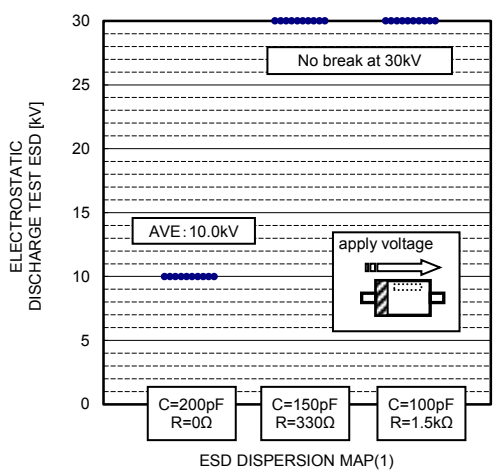 ELECTROSTATIC
DISCHARGE TEST ESD [kV]
30
25
20
15
10
5
0
No break at 30kV
AVE:10.0kV
apply voltage
C=200pF
R=0Ω
C=150pF
R=330Ω
C=100pF
R=1.5kΩ
ESD DISPERSION MAP(1)